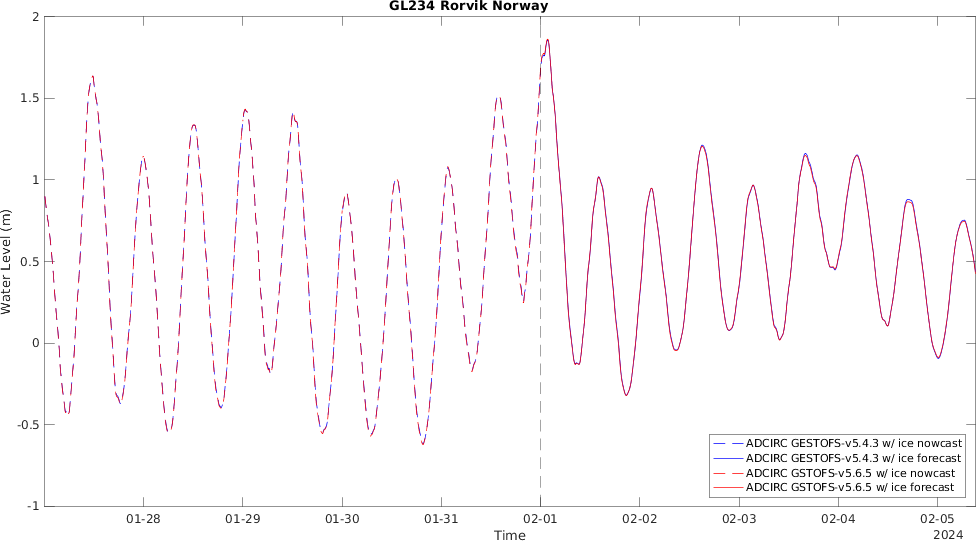 GL234 Rorvik Norway
2
1.5
1
0.5
0
-0.5
-1
Water Level (m)
ADCIRC GESTOFS-v5.4.3 w/ ice nowcast
ADCIRC GESTOFS-v5.4.3 w/ ice forecast
ADCIRC GSTOFS-v5.6.5 w/ ice nowcast
ADCIRC GSTOFS-v5.6.5 w/ ice forecast
01-28 01-29 01-30 01-31 02-01 02-02 02-03 02-04 02-05
Time
2024